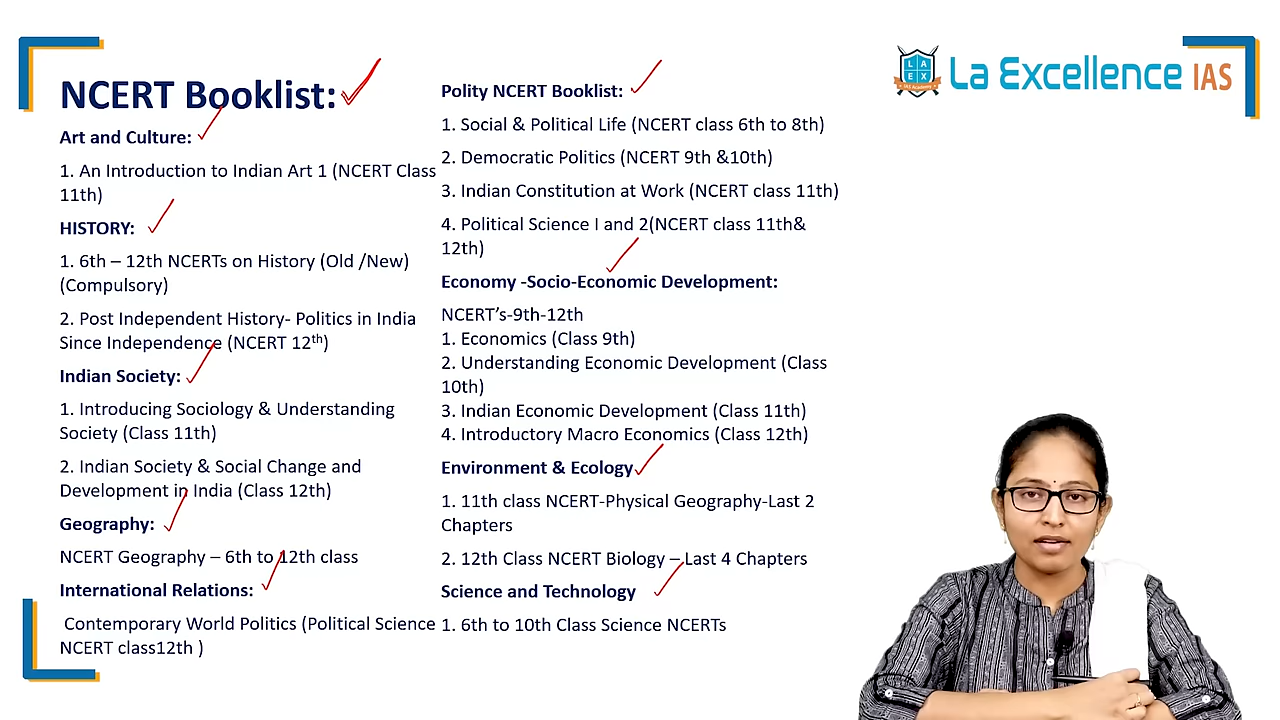 NCERT Booklist:
Art and Culture:
1. An Introduction to Indian Art 1 (NCERT Class
11th)
HISTORY:
1. 6th – 12th NCERTs on History (Old /New)
(Compulsory)
2. Post Independent History- Politics in India
Since Independence (NCERT 12th)
Indian Society:
1. Introducing Sociology & Understanding
Society (Class 11th)
2. Indian Society & Social Change and
Development in India (Class 12th)
Geography:
NCERT Geography – 6th to 12th class
International Relations:
Contemporary World Politics (Political Science
NCERT class12th )
Polity NCERT Booklist:
1. Social & Political Life (NCERT class 6th to 8th)
2. Democratic Politics (NCERT 9th &10th)
3. Indian Constitution at Work (NCERT class 11th)
4. Political Science I and 2(NCERT class 11th&
12th)
Economy -Socio-Economic Development:
NCERT’s-9th-12th
1. Economics (Class 9th)
2. Understanding Economic Development (Class
10th)
3. Indian Economic Development (Class 11th)
4. Introductory Macro Economics (Class 12th)
Environment & Ecology
1. 11th class NCERT-Physical Geography-Last 2
Chapters
2. 12th Class NCERT Biology – Last 4 Chapters
Science and Technology
1. 6th to 10th Class Science NCERTs
LA
EX
La Excellence IAS